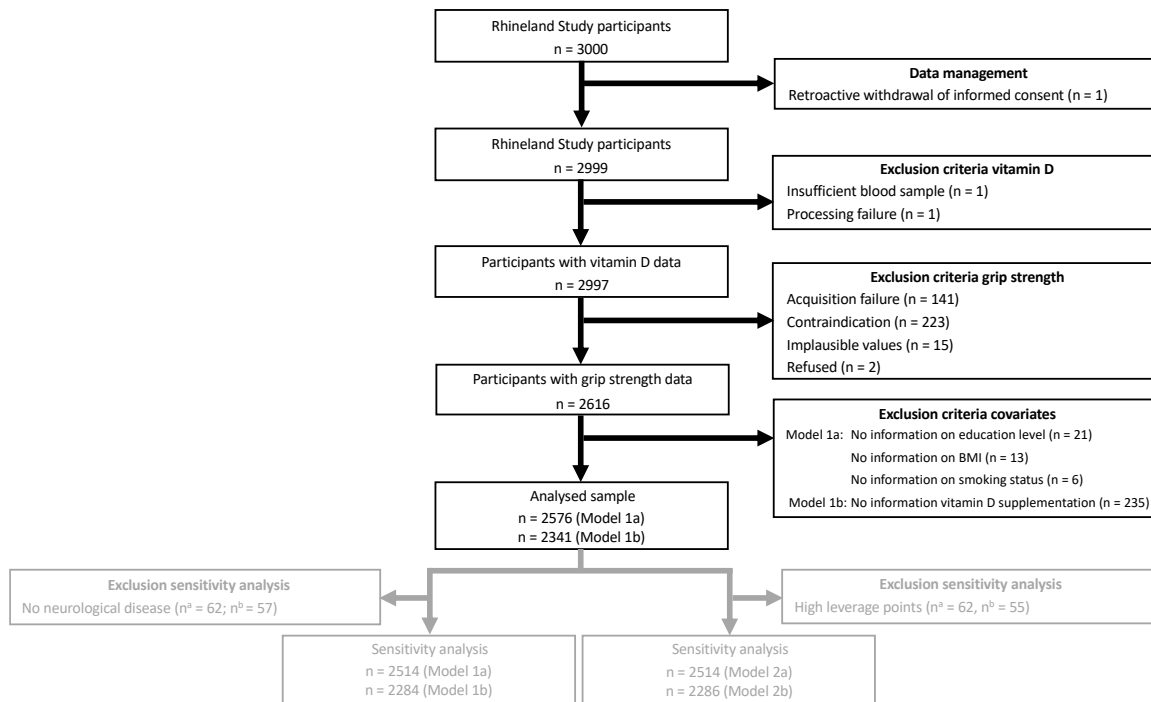 Rhineland Study participants
n = 3000
Data management
Retroactive withdrawal of informed consent (n = 1)
Rhineland Study participants
n = 2999
Exclusion criteria vitamin D
Insufficient blood sample (n = 1)
Processing failure (n = 1)
Participants with vitamin D data
n = 2997
Exclusion criteria grip strength
Acquisition failure (n = 141)
Contraindication (n = 223)
Implausible values (n = 15)
Refused (n = 2)
Participants with grip strength data
n = 2616
Exclusion criteria covariates
Model 1a: No information on education level (n = 21)
No information on BMI (n = 13)
No information on smoking status (n = 6)
Model 1b: No information vitamin D supplementation (n = 235)
Analysed sample
n = 2576 (Model 1a)
n = 2341 (Model 1b)
Exclusion sensitivity analysis
No neurological disease (nᵃ = 62; nᵇ = 57)
Exclusion sensitivity analysis
High leverage points (nᵃ = 62, nᵇ = 55)
Sensitivity analysis
n = 2514 (Model 1a)
n = 2284 (Model 1b)
Sensitivity analysis
n = 2514 (Model 2a)
n = 2286 (Model 2b)